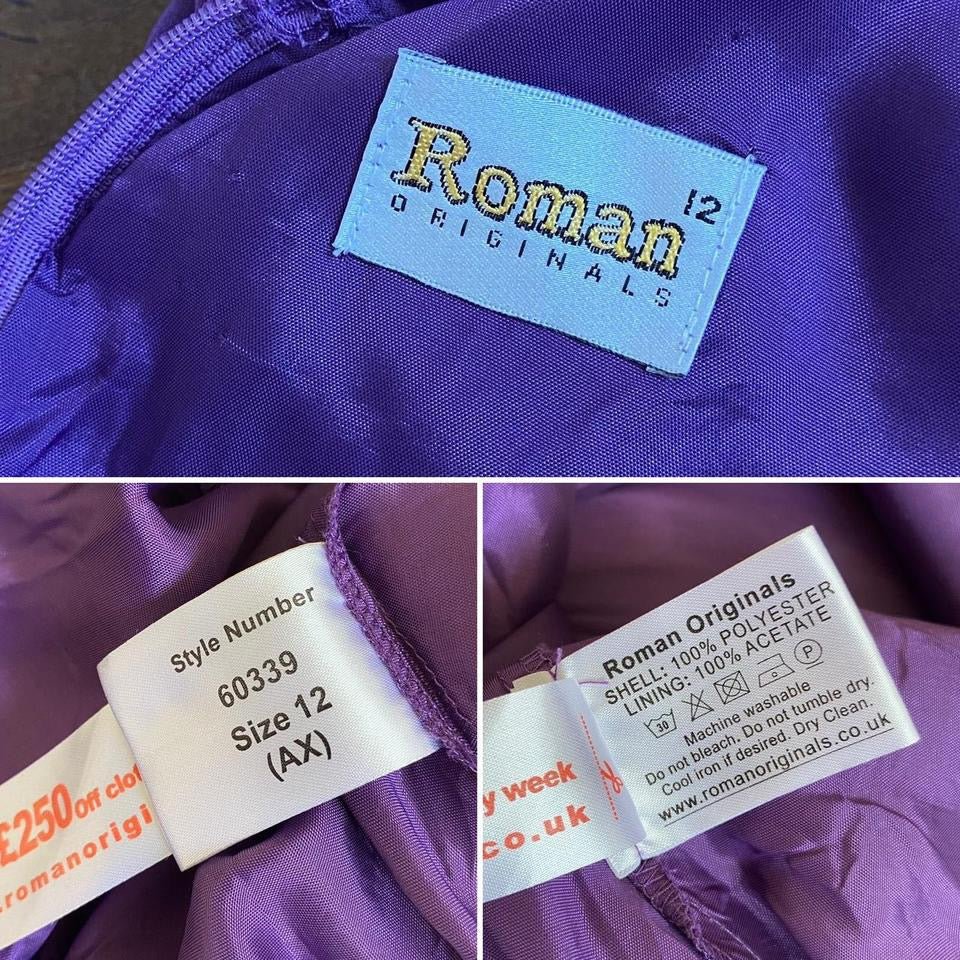 Roman 12
ORIGINALS
Style Number
60339
Size 12
(AX)
£250 Off
.romanorigi
Roman Originals
SHELL: 100% POLYESTER
LINING: 100% ACETATE
30 P
Machine washable
Do not bleach. Do not tumble dry.
Cool iron if desired. Dry Clean.
www.romanoriginals.co.uk
y week
co.uk